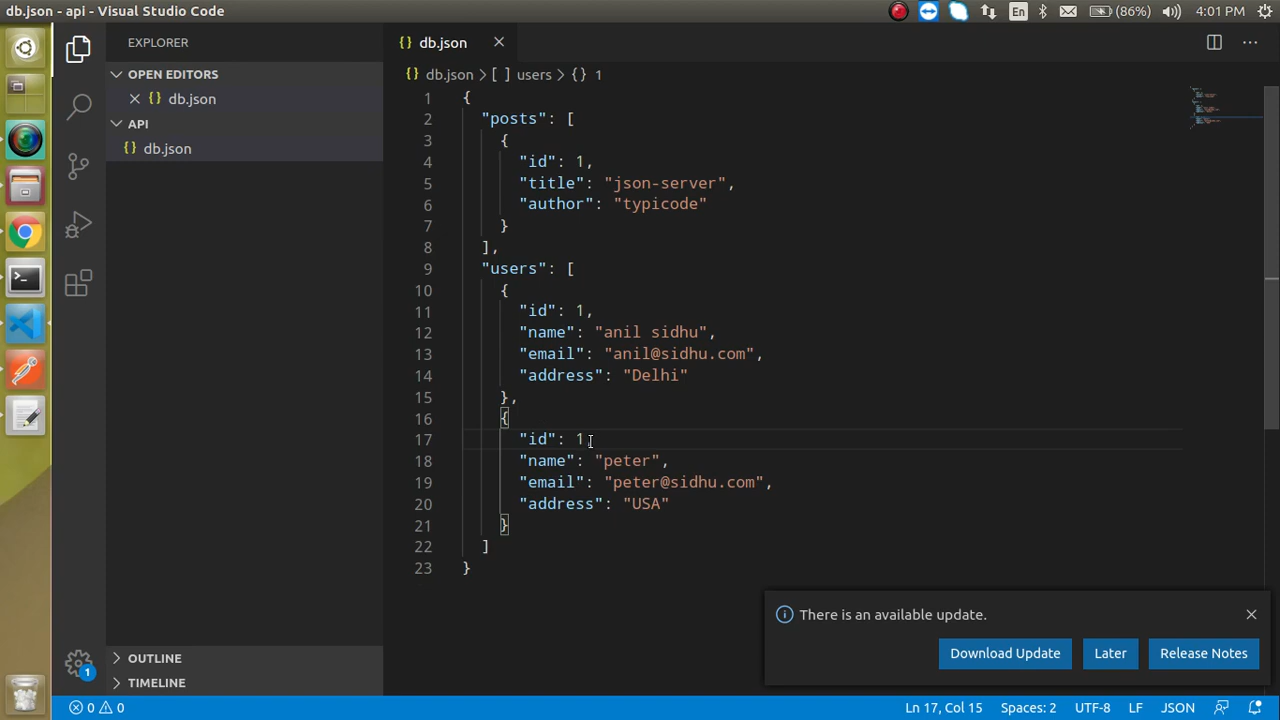 db.json - api - Visual Studio Code
En
(86%)
4:01 PM
EXPLORER
OPEN EDITORS
{} db.json
API
{} db.json
OUTLINE
TIMELINE
1
{} db.json
{} db.json > [ ] users > {} 1
1 {
2 "posts": [
3 {
4 "id": 1,
5 "title": "json-server",
6 "author": "typicode"
7 }
8 ],
9 "users": [
10 {
11 "id": 1,
12 "name": "anil sidhu",
13 "email": "anil@sidhu.com",
14 "address": "Delhi"
15 },
16 {
17 "id": 1,
18 "name": "peter",
19 "email": "peter@sidhu.com",
20 "address": "USA"
21 }
22 ]
23 }
There is an available update.
Download Update
Later
Release Notes
0 0
Ln 17, Col 15
Spaces: 2
UTF-8
LF
JSON